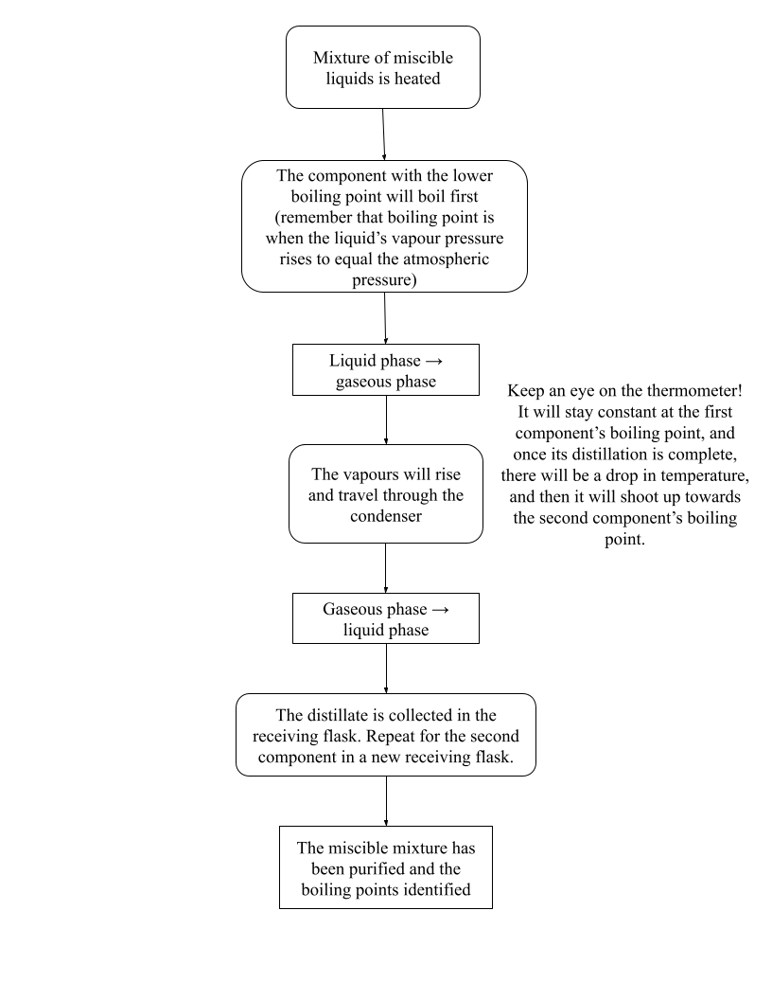 Mixture of miscible
liquids is heated
The component with the lower
boiling point will boil first
(remember that boiling point is
when the liquid’s vapour pressure
rises to equal the atmospheric
pressure)
Liquid phase →
gaseous phase
Keep an eye on the thermometer!
It will stay constant at the first
component’s boiling point, and
once its distillation is complete,
there will be a drop in temperature,
and then it will shoot up towards
the second component’s boiling
point.
The vapours will rise
and travel through the
condenser
Gaseous phase →
liquid phase
The distillate is collected in the
receiving flask. Repeat for the second
component in a new receiving flask.
The miscible mixture has
been purified and the
boiling points identified